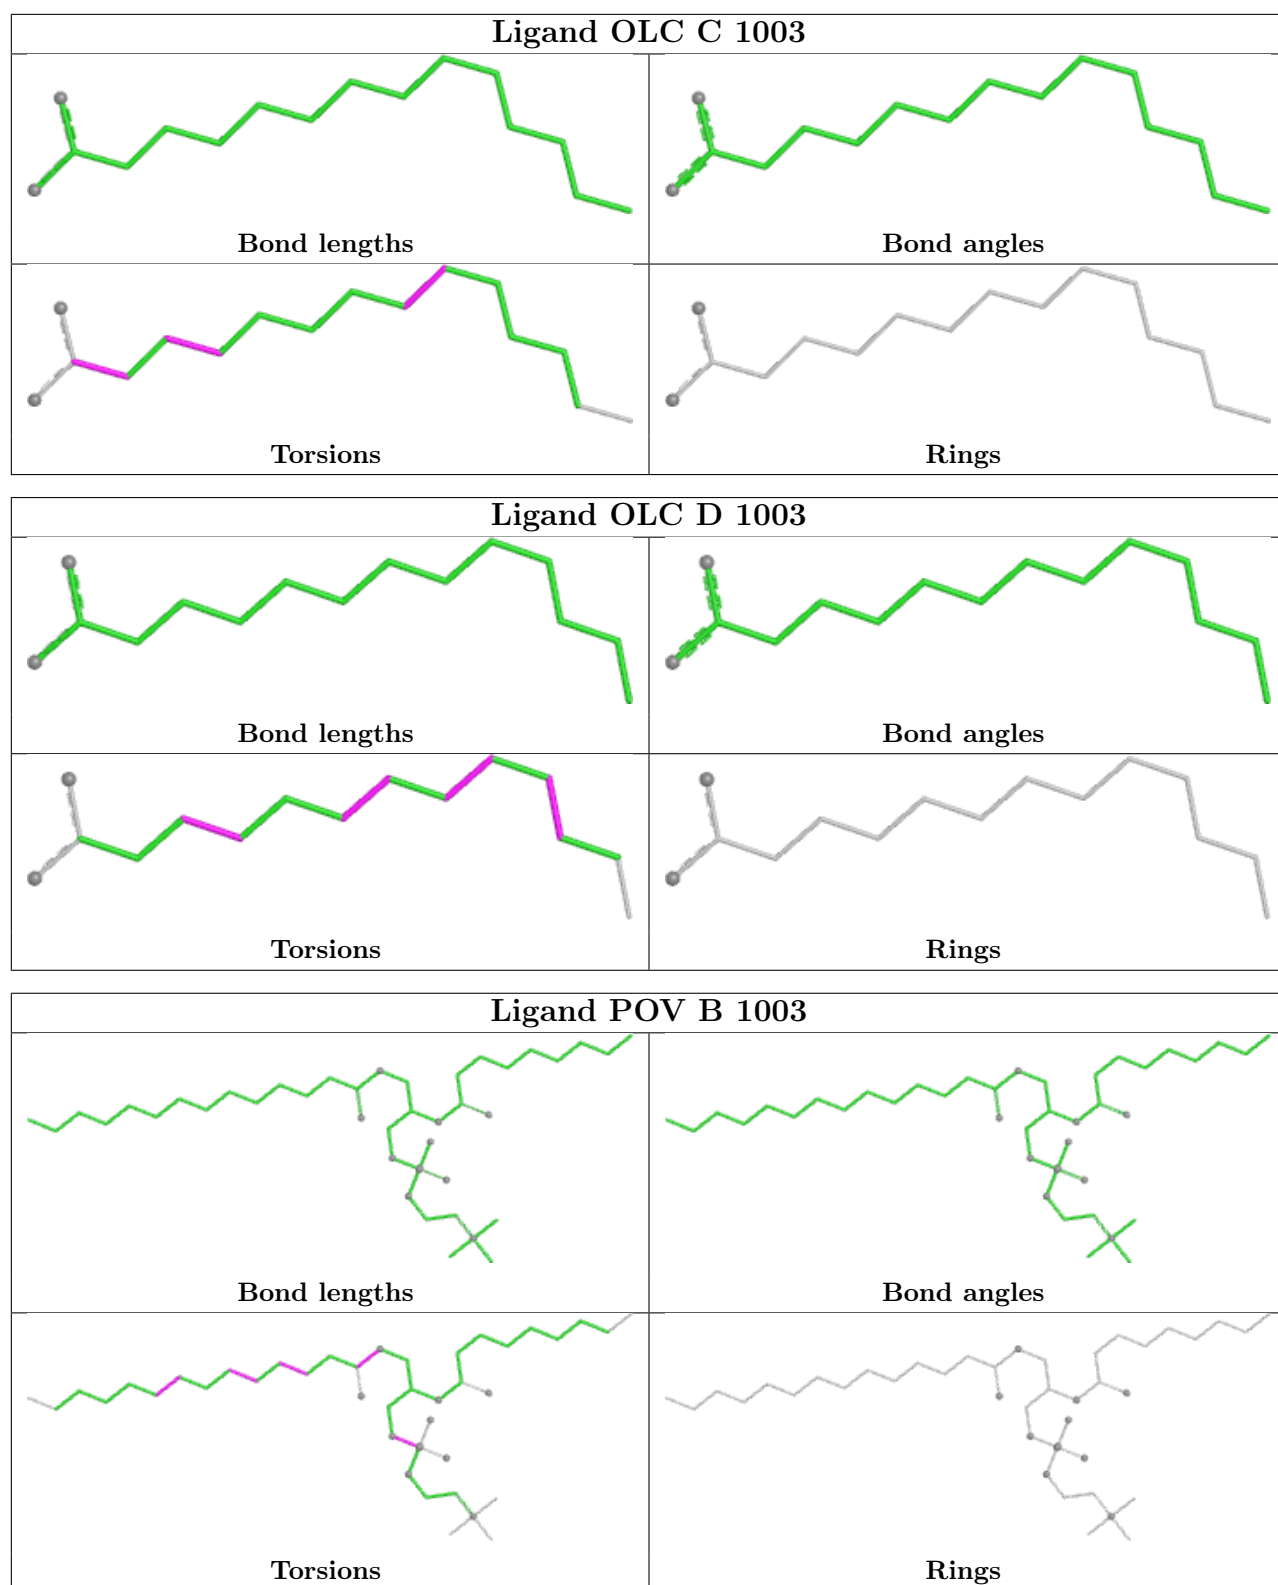 Ligand OLC C 1003
Bond lengths
Bond angles
Torsions
Rings
Ligand OLC D 1003
Bond lengths
Bond angles
Torsions
Rings
Ligand POV B 1003
Bond lengths
Bond angles
Torsions
Rings